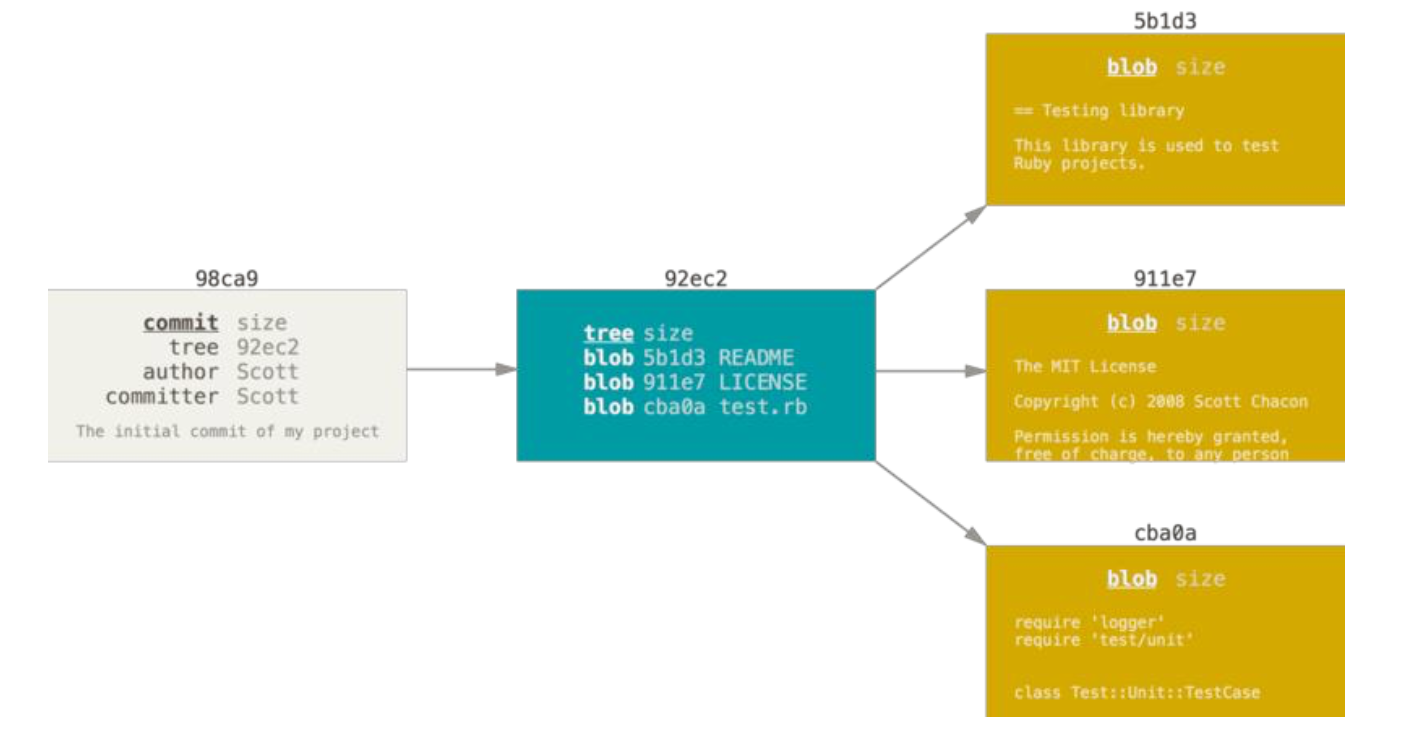 98ca9
commit size
tree 92ec2
author Scott
committer Scott
The initial commit of my project
92ec2
tree size
blob 5b1d3 README
blob 911e7 LICENSE
blob cba0a test.rb
5b1d3
blob size
== Testing library
This library is used to test
Ruby projects.
911e7
blob size
The MIT License
Copyright (c) 2008 Scott Chacon
Permission is hereby granted,
free of charge, to any person
cba0a
blob size
require 'logger'
require 'test/unit'
class Test::Unit::TestCase